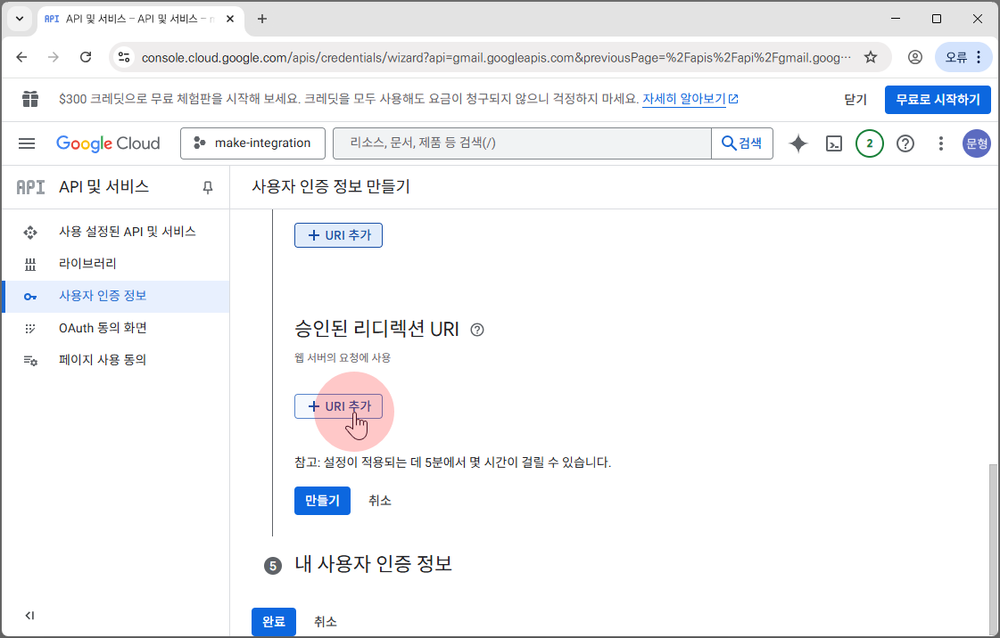 API API 및 서비스 – API 및 서비스 –
console.cloud.google.com/apis/credentials/wizard?api=gmail.googleapis.com&previousPage=%2Fapis%2Fapi%2Fgmail.goog…
오류
$300 크레딧으로 무료 체험판을 시작해 보세요. 크레딧을 모두 사용해도 요금이 청구되지 않으니 걱정하지 마세요. 자세히 알아보기
닫기
무료로 시작하기
Google Cloud
make-integration
리소스, 문서, 제품 등 검색(/)
검색
2
문형
API API 및 서비스
사용자 인증 정보 만들기
사용 설정된 API 및 서비스
라이브러리
사용자 인증 정보
OAuth 동의 화면
페이지 사용 동의
+ URI 추가
승인된 리디렉션 URI
웹 서버의 요청에 사용
+ URI 추가
참고: 설정이 적용되는 데 5분에서 몇 시간이 걸릴 수 있습니다.
만들기
취소
5 내 사용자 인증 정보
완료
취소